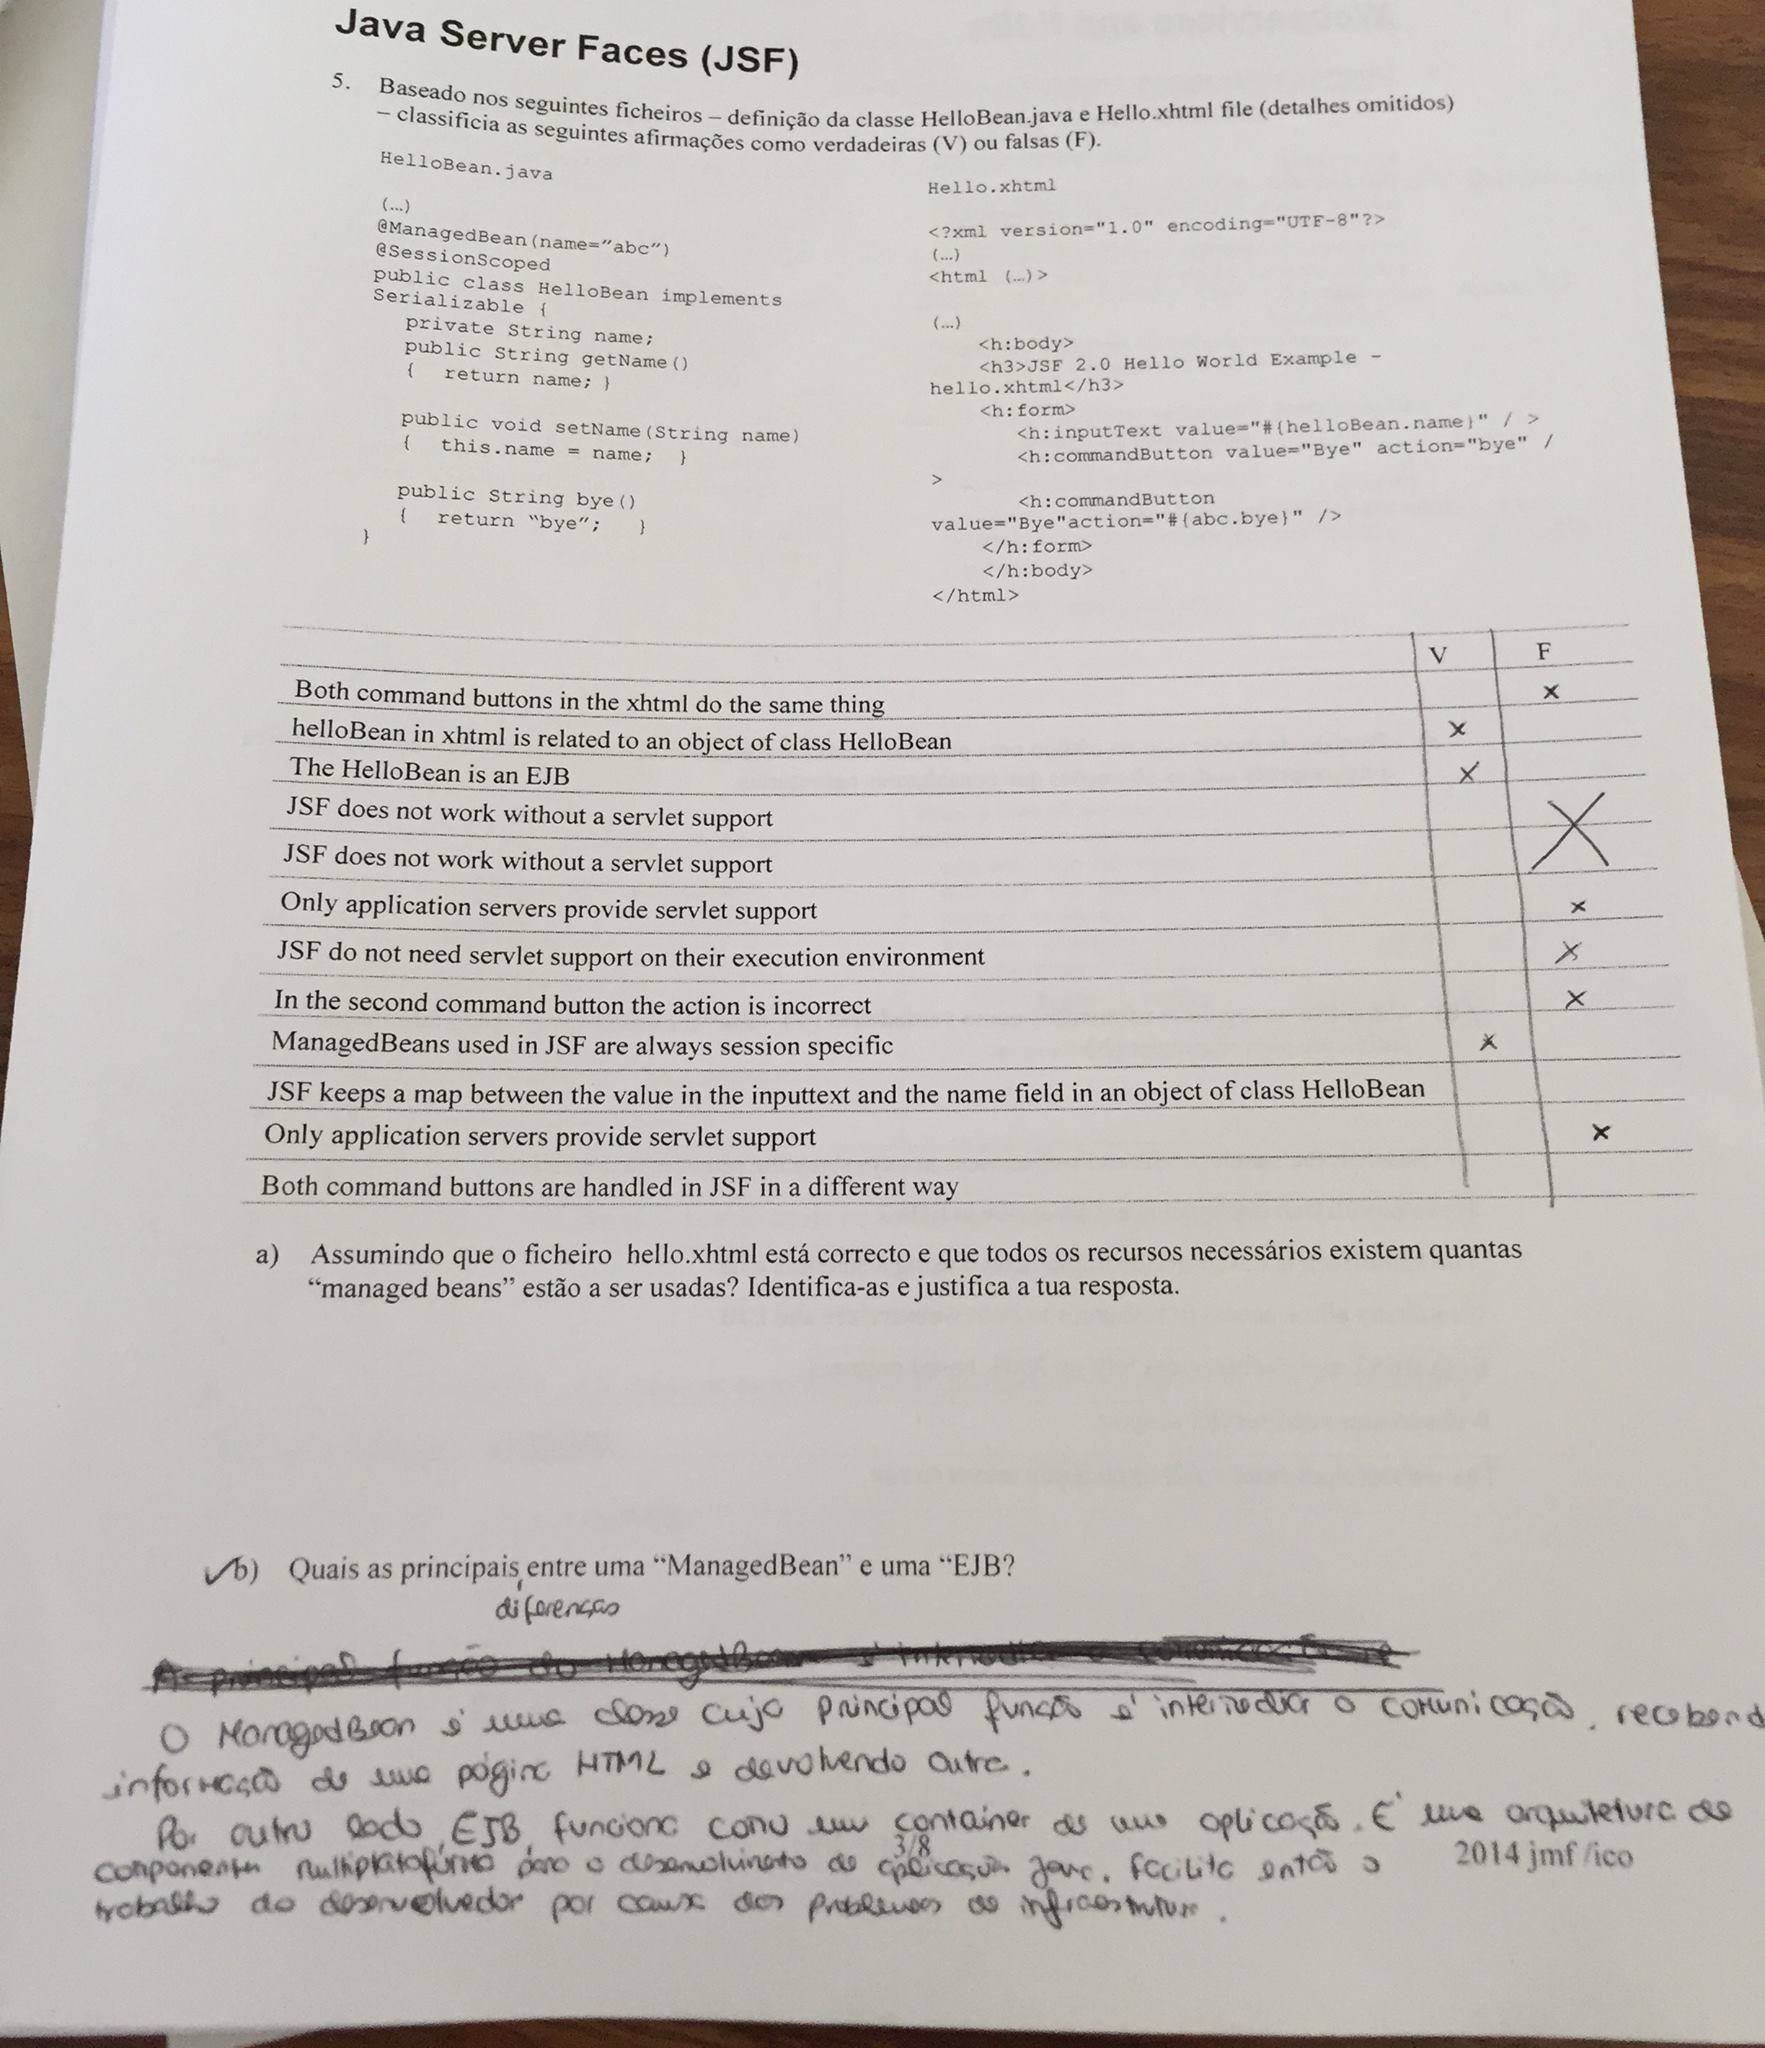 Java Server Faces (JSF)
5. Baseado nos seguintes ficheiros – definição da classe HelloBean.java e Hello.xhtml file (detalhes omitidos)
– classificia as seguintes afirmações como verdadeiras (V) ou falsas (F).
HelloBean.java
(...)
@ManagedBean(name="abc")
@SessionScoped
public class HelloBean implements
Serializable {
private String name;
public String getName()
{ return name; }
public void setName(String name)
{ this.name = name; }
public String bye()
{ return "bye"; }
}
Hello.xhtml
<?xml version="1.0" encoding="UTF-8"?>
(...)
<html (...)>
(...)
<h:body>
<h3>JSF 2.0 Hello World Example -
hello.xhtml</h3>
<h:form>
<h:inputText value="#{helloBean.name}" / >
<h:commandButton value="Bye" action="bye" /
>
<h:commandButton
value="Bye"action="#{abc.bye}" />
</h:form>
</h:body>
</html>
V F
Both command buttons in the xhtml do the same thing x
helloBean in xhtml is related to an object of class HelloBean x
The HelloBean is an EJB x
JSF does not work without a servlet support
JSF does not work without a servlet support X
Only application servers provide servlet support x
JSF do not need servlet support on their execution environment x
In the second command button the action is incorrect x
ManagedBeans used in JSF are always session specific x
JSF keeps a map between the value in the inputtext and the name field in an object of class HelloBean
Only application servers provide servlet support x
Both command buttons are handled in JSF in a different way
a) Assumindo que o ficheiro hello.xhtml está correcto e que todos os recursos necessários existem quantas
“managed beans” estão a ser usadas? Identifica-as e justifica a tua resposta.
b) Quais as principais entre uma “ManagedBean” e uma “EJB?
diferenças
O ManagedBean é uma classe cuja principal função é intermediar a comunicação, recebend
informação de uma página HTML e devolvendo outra.
Por outro lado, EJB, funciona como um container de uma aplicação. É uma arquitetura de
componentes multiplataforma para o desenvolvimento de aplicações Java. Facilita então o
trabalho do desenvolvedor por causa dos problemas de infraestrutura.
3/8
2014 jmf /ico